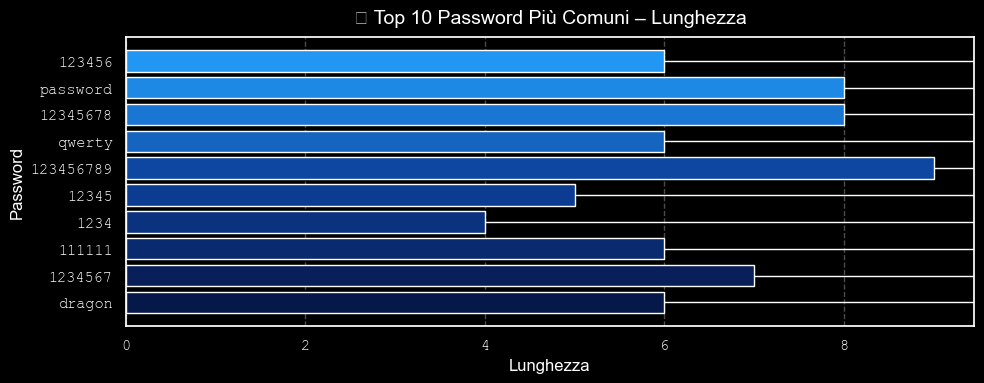 Top 10 Password Più Comuni – Lunghezza
Password
123456
password
12345678
qwerty
123456789
12345
1234
111111
1234567
dragon
0 2 4 6 8
Lunghezza